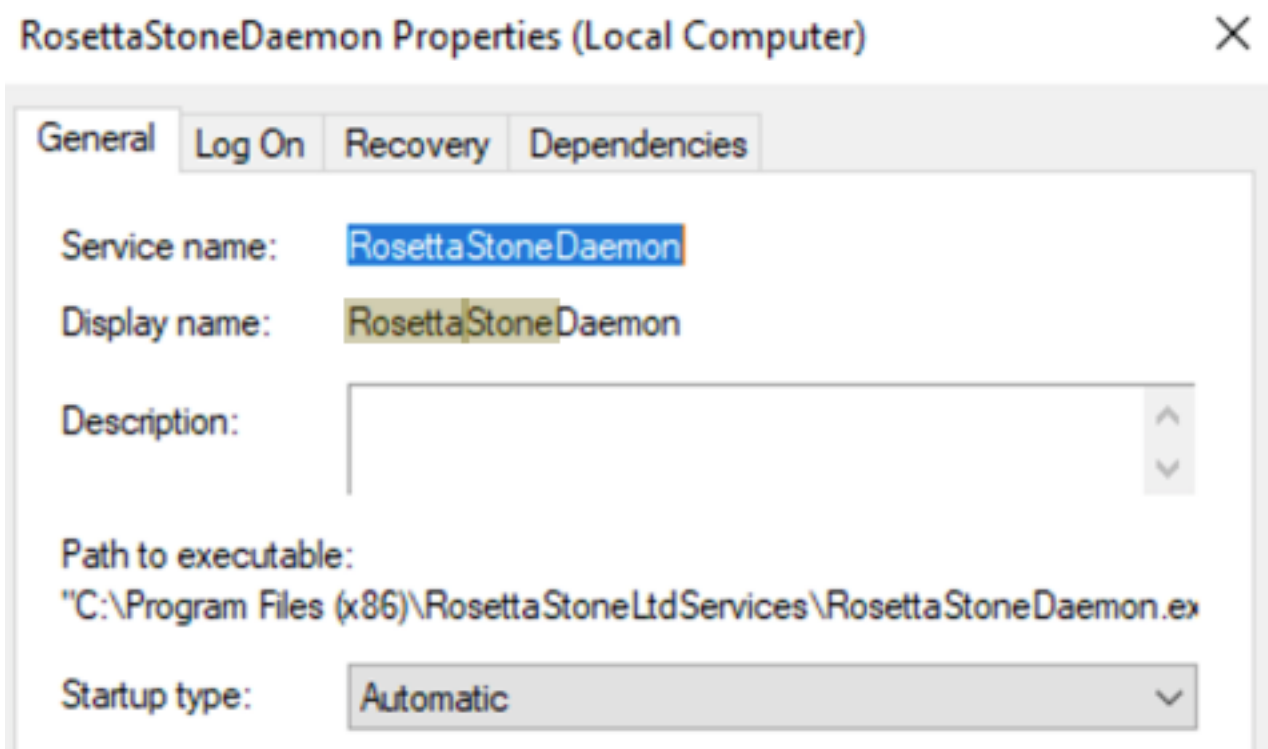 RosettaStoneDaemon Properties (Local Computer)
General Log On Recovery Dependencies
Service name: RosettaStoneDaemon
Display name: RosettaStoneDaemon
Description:
Path to executable:
"C:\Program Files (x86)\RosettaStoneLtdServices\RosettaStoneDaemon.ex
Startup type: Automatic